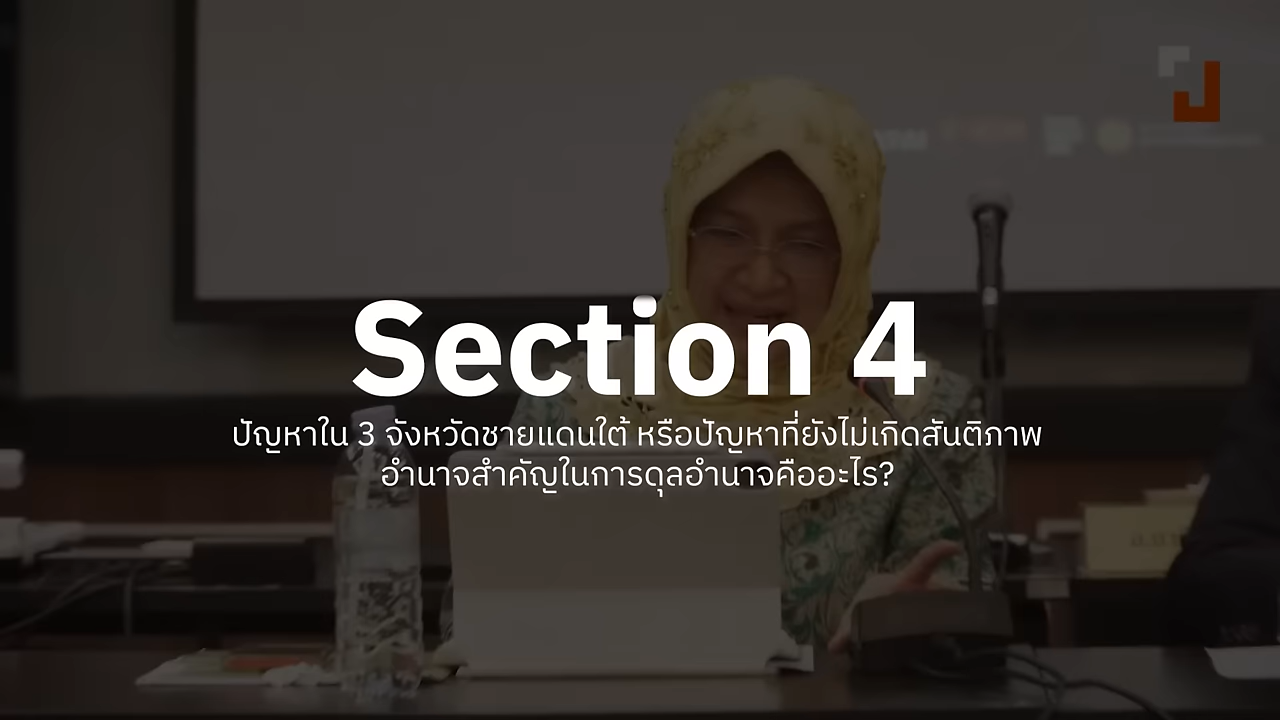 Section 4
ปัญหาใน 3 จังหวัดชายแดนใต้ หรือปัญหาที่ยังไม่เกิดสันติภาพ
อำนาจสำคัญในการดุลอำนาจคืออะไร?